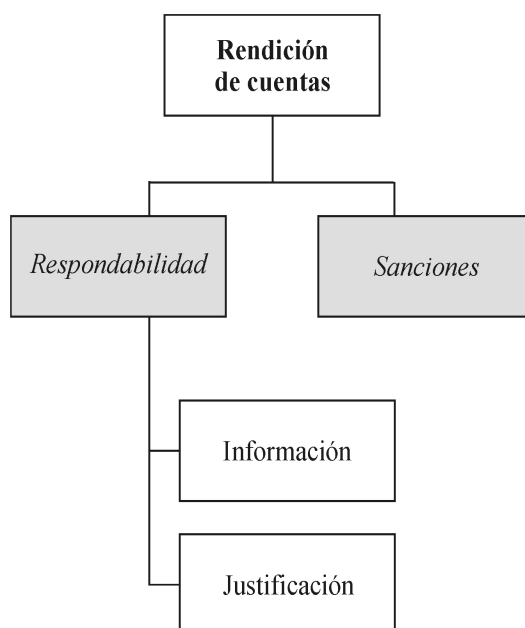 Rendición
de cuentas
Respondabilidad
Sanciones
Información
Justificación